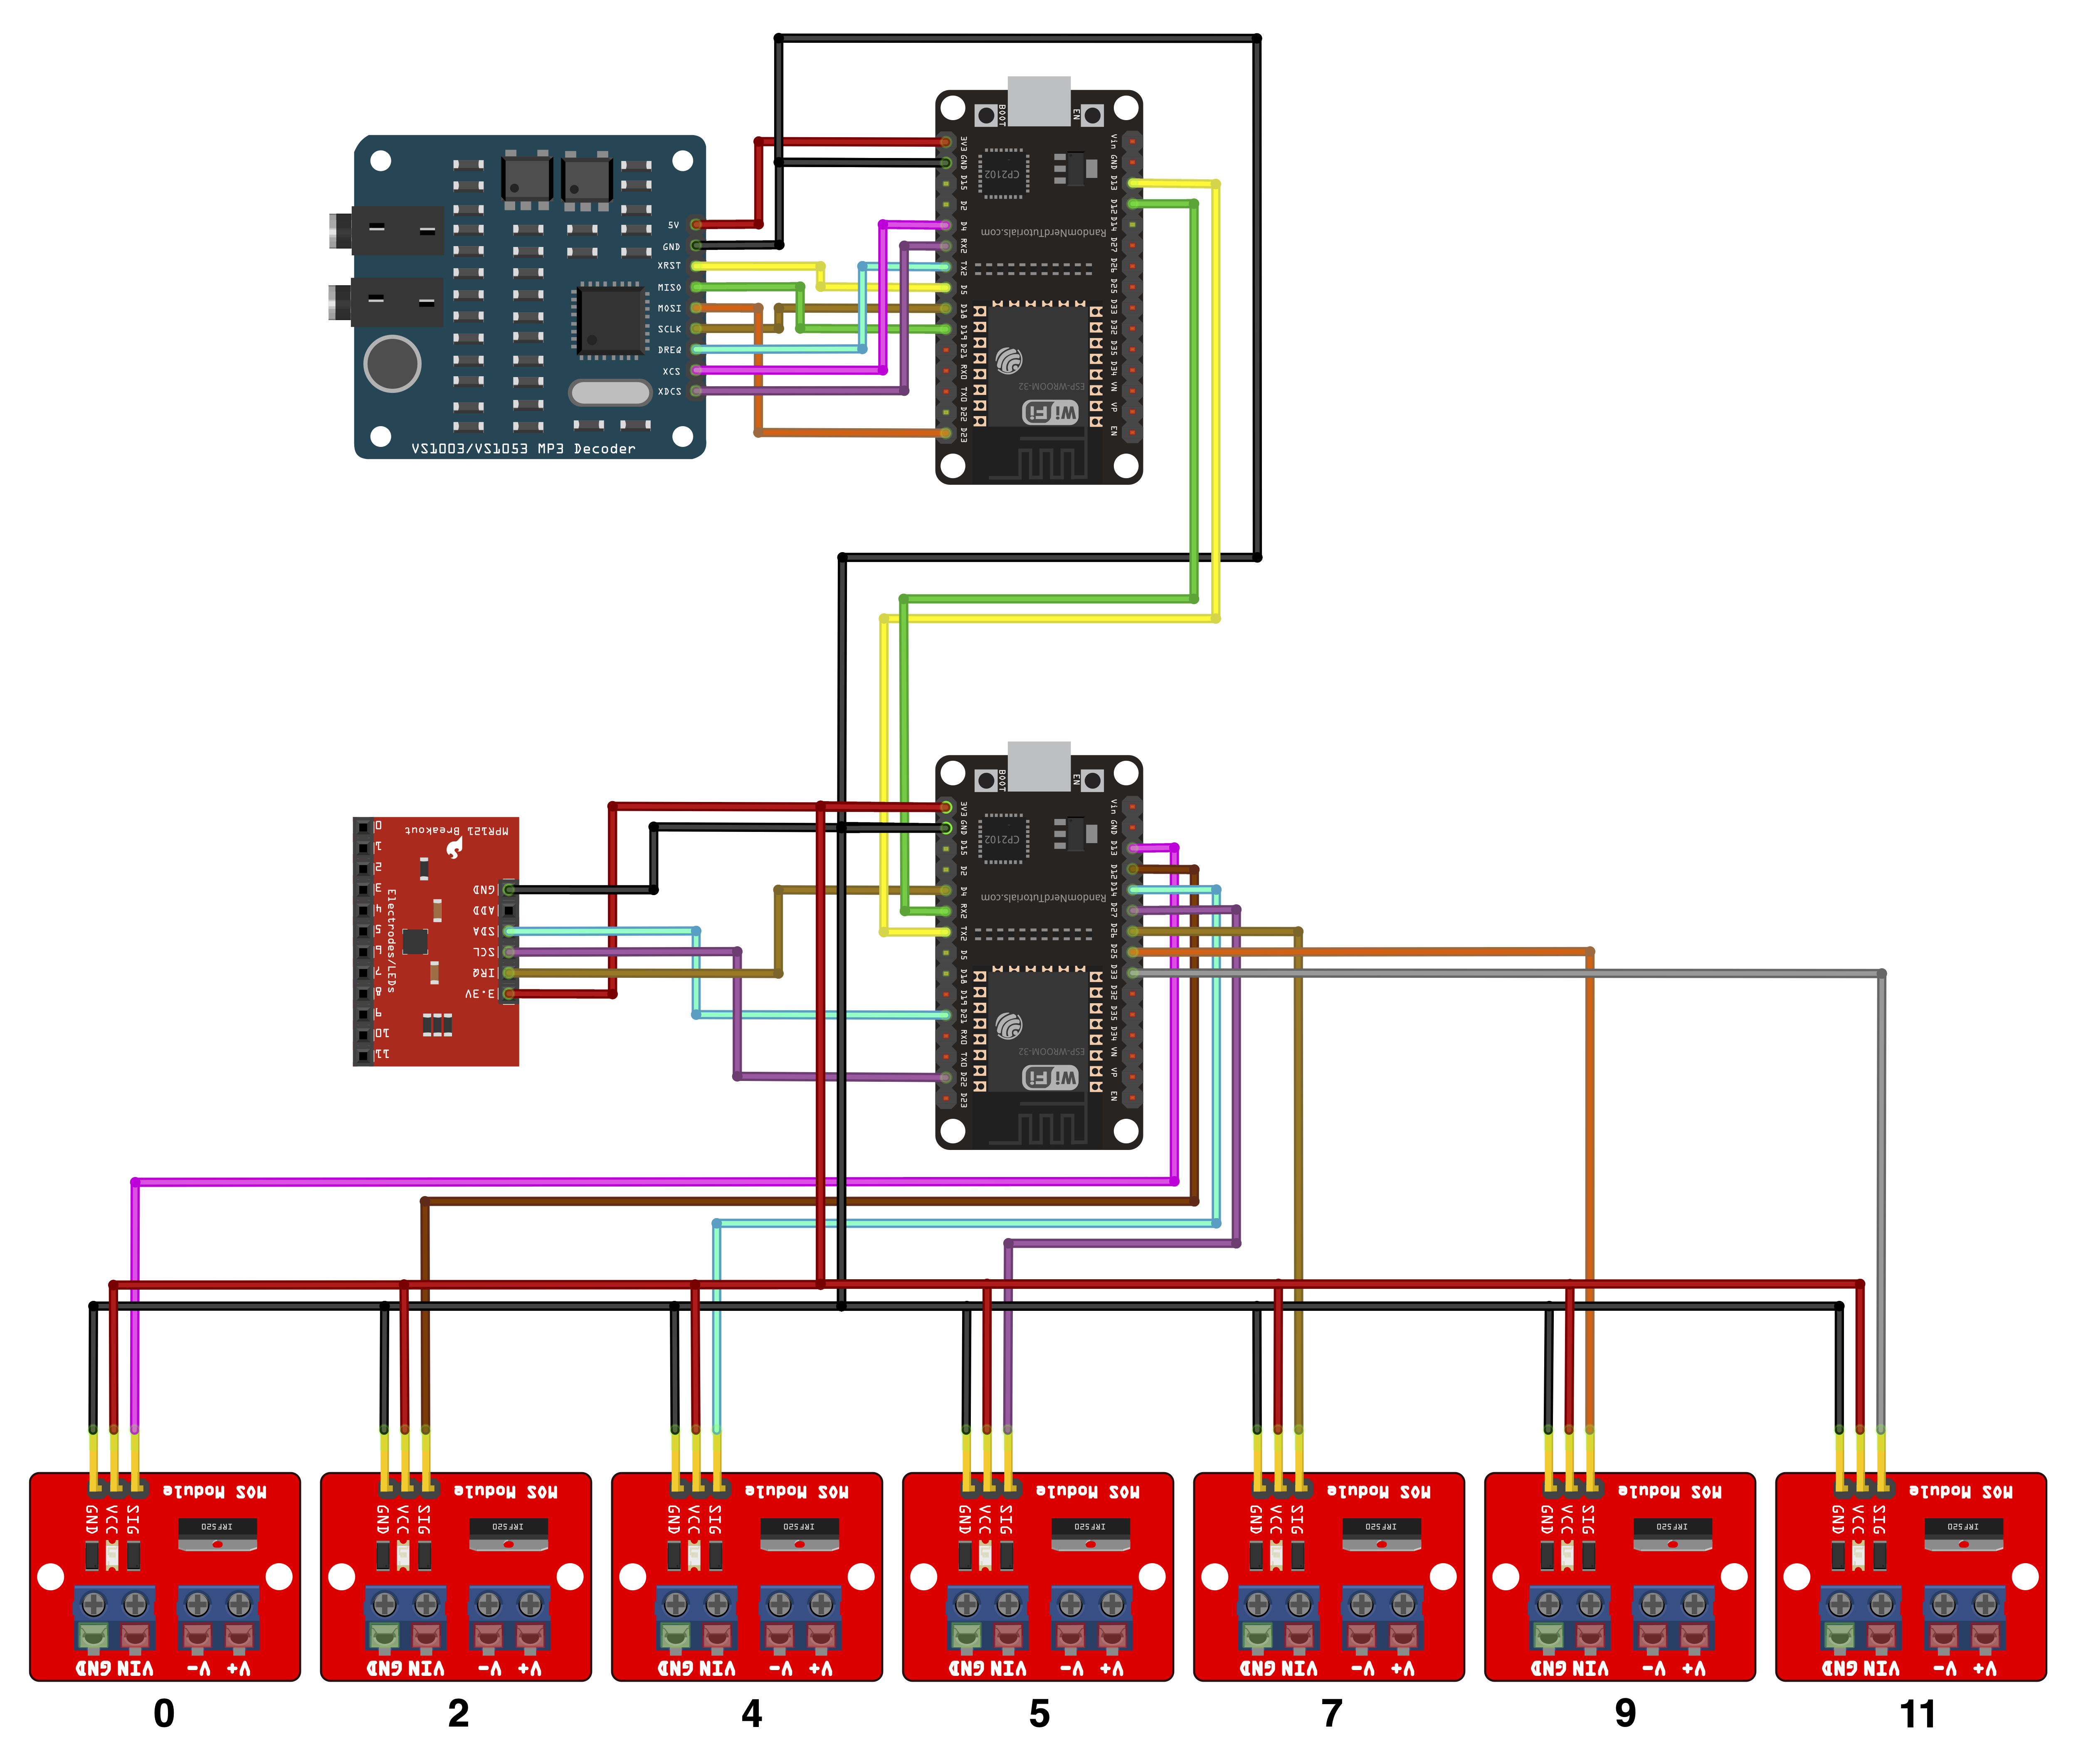 BOOT
EN
3V3
GND
D15
D2
D4
RX2
TX2
D5
D18
D19
D21
RX0
TX0
D22
D23
Vin
GND
D13
D12
D14
D27
D26
D25
D33
D32
D35
D34
VN
VP
EN
CP2102
RandomNerdTutorials.com
ESP-WROOM-32
WiFi
5V
GND
XRST
MISO
MOSI
SCLK
DREQ
XCS
XDCS
VS1003/VS1053 MP3 Decoder
BOOT
EN
3V3
GND
D15
D2
D4
RX2
TX2
D5
D18
D19
D21
RX0
TX0
D22
D23
Vin
GND
D13
D12
D14
D27
D26
D25
D33
D32
D35
D34
VN
VP
EN
CP2102
RandomNerdTutorials.com
ESP-WROOM-32
WiFi
MPR121 Breakout
0
1
2
3
4
5
6
7
8
9
10
11
Electrodes/LEDs
GND
ADD
SDA
SCL
IRQ
3.3V
MOS Module
GND
VCC
SIG
IRF520
GND VIN V- V+
0
MOS Module
GND
VCC
SIG
IRF520
GND VIN V- V+
2
MOS Module
GND
VCC
SIG
IRF520
GND VIN V- V+
4
MOS Module
GND
VCC
SIG
IRF520
GND VIN V- V+
5
MOS Module
GND
VCC
SIG
IRF520
GND VIN V- V+
7
MOS Module
GND
VCC
SIG
IRF520
GND VIN V- V+
9
MOS Module
GND
VCC
SIG
IRF520
GND VIN V- V+
11